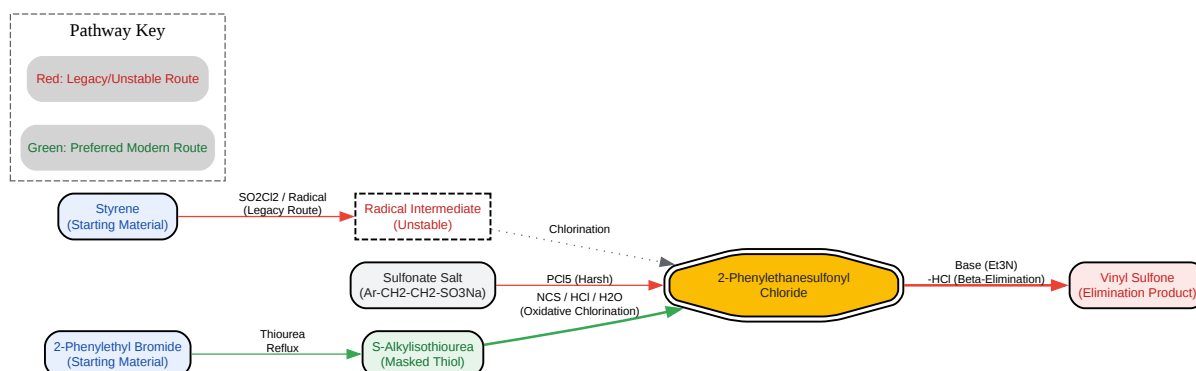 Pathway Key
Red: Legacy/Unstable Route
Green: Preferred Modern Route
Styrene
(Starting Material)
SO2Cl2 / Radical
(Legacy Route)
Radical Intermediate
(Unstable)
Chlorination
Sulfonate Salt
(Ar-CH2-CH2-SO3Na)
PCl5 (Harsh)
NCS / HCl / H2O
(Oxidative Chlorination)
2-Phenylethanesulfonyl
Chloride
Base (Et3N)
-HCl (Beta-Elimination)
Vinyl Sulfone
(Elimination Product)
2-Phenylethyl Bromide
(Starting Material)
Thiourea
Reflux
S-Alkylisothiourea
(Masked Thiol)